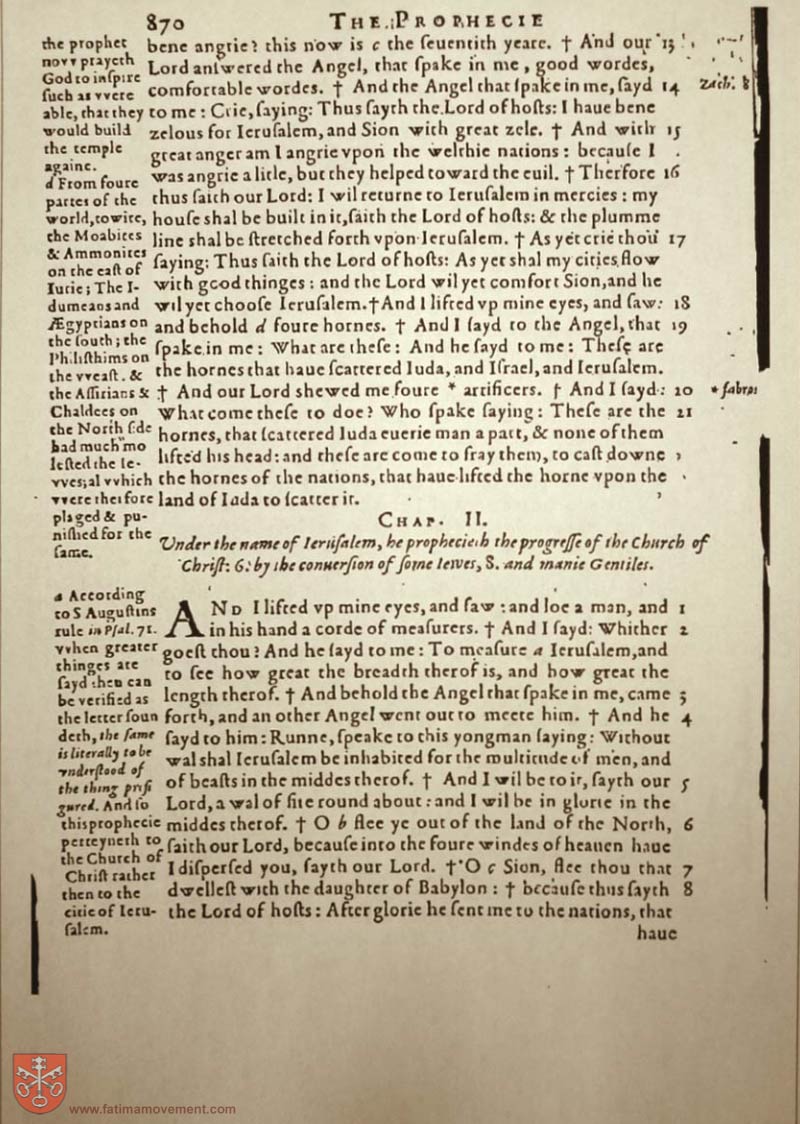 870 THE PROPHECIE
the prophet
novv prayeth
God to inſpire
ſuch as vvere
able, that they
would build
the temple
againe.
d From foure
partes of the
world, to wite,
the Moabites
& Ammonites
on the eaſt of
Iurie; The I-
dumeans and
Ægyptians on
the ſouth; the
Philiſthims on
the vveaſt. &
the Aſſirians &
Chaldees on
the North ſide
had much mo
leſted the Ie-
vves; al vvhich
vvere therfore
plaged & pu-
niſhed for the
ſame.
bene angrie? this now is c the ſeuentith yeare. † And our 13
Lord anſwered the Angel, that ſpake in me, good wordes,
comfortable wordes. † And the Angel that ſpake in me, ſayd 14 Zach. 8
to me: Crie, ſaying: Thus ſayth the Lord of hoſts: I haue bene
zelous for Ieruſalem, and Sion with great zele. † And with 15
great anger am I angrie vpon the welthie nations: becauſe I
was angrie a litle, but they helped toward the euil. † Therfore 16
thus ſaith our Lord: I wil returne to Ieruſalem in mercies: my
houſe shal be built in it, ſaith the Lord of hoſts: & the plumme
line shal be ſtretched forth vpon Ieruſalem. † As yet crie thou 17
ſaying: Thus ſaith the Lord of hoſts: As yet shal my cities flow
with good thinges: and the Lord wil yet comfort Sion, and he
wil yet chooſe Ieruſalem. † And I lifted vp mine eyes, and ſaw: 18
and behold d foure hornes. † And I ſayd to the Angel, that 19
ſpake in me: What are theſe: And he ſayd to me: Theſe are
the hornes that haue ſcattered Iuda, and Iſrael, and Ieruſalem.
† And our Lord shewed me foure * artificers. † And I ſayd: 20 * fabros
What come theſe to doe? Who ſpake ſaying: Theſe are the 21
hornes, that ſcattered Iuda euerie man a part, & none of them
lifted his head: and theſe are come to fray them, to caſt downe
the hornes of the nations, that haue lifted the horne vpon the
land of Iuda to ſcatter it.
CHAP. II.
Vnder the name of Ieruſalem, he prophecieth the progreſſe of the Church of
Chriſt: 6. by the conuerſion of ſome Iewes, 8. and manie Gentiles.
a According
to S Auguſtins
rule in Pſal. 71.
vvhen greater
thinges are
ſayd then can
be verified as
the letter ſoun
deth, the ſame
is literally to be
vnderſtood of
the thing prefi
gured. And ſo
this prophecie
perteyneth to
the Church of
Chriſt rather
then to the
citie of Ieru-
ſalem.
AND I lifted vp mine eyes, and ſaw: and loe a man, and 1
in his hand a corde of meaſurers. † And I ſayd: Whither 2
goeſt thou? And he ſayd to me: To meaſure a Ieruſalem, and
to ſee how great the breadth therof is, and how great the
length therof. † And behold the Angel that ſpake in me, came 3
forth, and an other Angel went out to meete him. † And he 4
ſayd to him: Runne, ſpeake to this yongman ſaying: Without
wal shal Ieruſalem be inhabited for the multitude of men, and
of beaſts in the middes therof. † And I wil be to it, ſayth our 5
Lord, a wal of fire round about: and I wil be in glorie in the
middes therof. † O b flee ye out of the land of the North, 6
ſaith our Lord, becauſe into the foure windes of heauen haue
I diſperſed you, ſayth our Lord. † O c Sion, flee thou that 7
dwelleſt with the daughter of Babylon: † becauſe thus ſayth 8
the Lord of hoſts: After glorie he ſent me to the nations, that
haue
www.fatimamovement.com